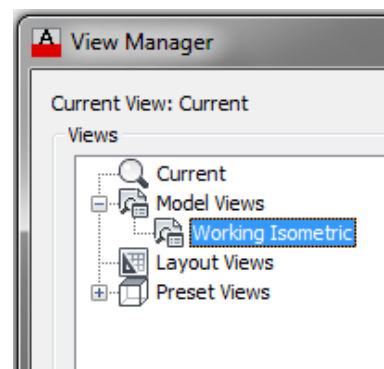 View Manager
Current View: Current
Views
Current
Model Views
Working Isometric
Layout Views
Preset Views